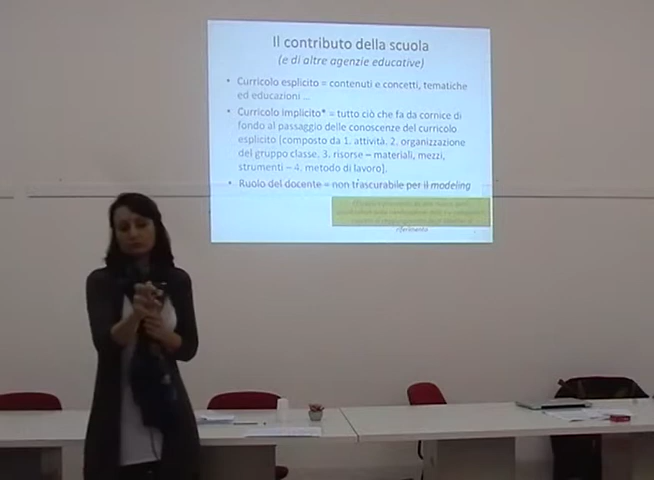 Il contributo della scuola
(e di altre agenzie educative)
• Curricolo esplicito = contenuti e concetti, tematiche
ed educazioni ...
• Curricolo implicito* = tutto ciò che fa da cornice di
fondo al passaggio delle conoscenze del curricolo
esplicito [composto da 1. attività. 2. organizzazione
del gruppo classe. 3. risorse – materiali, mezzi,
strumenti – 4. metodo di lavoro].
• Ruolo del docente = non trascurabile per il modeling
riferimento